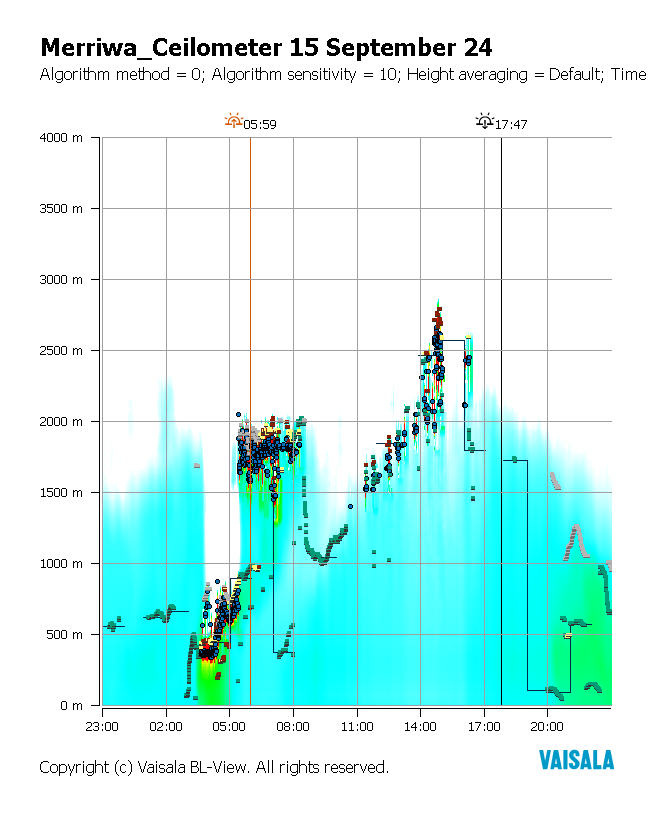 Merriwa_Ceilometer 15 September 24
Algorithm method = 0; Algorithm sensitivity = 10; Height averaging = Default; Time
05:59 17:47
4000 m
3500 m
3000 m
2500 m
2000 m
1500 m
1000 m
500 m
0 m
23:00 02:00 05:00 08:00 11:00 14:00 17:00 20:00
Copyright (c) Vaisala BL-View. All rights reserved.
VAISALA